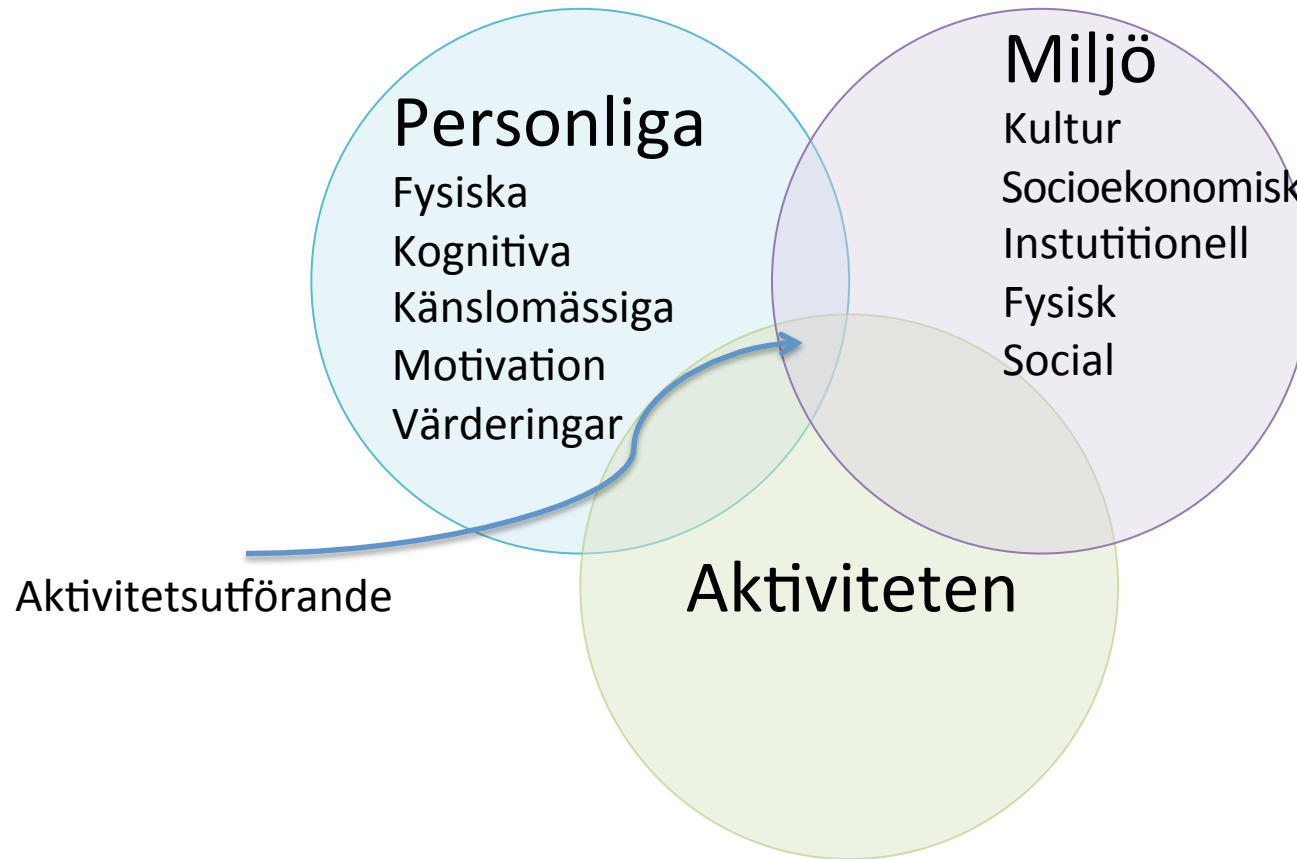 Personliga
Fysiska
Kognitiva
Känslomässiga
Motivation
Värderingar
Miljö
Kultur
Socioekonomisk
Instutitionell
Fysisk
Social
Aktivitetsutförande
Aktiviteten